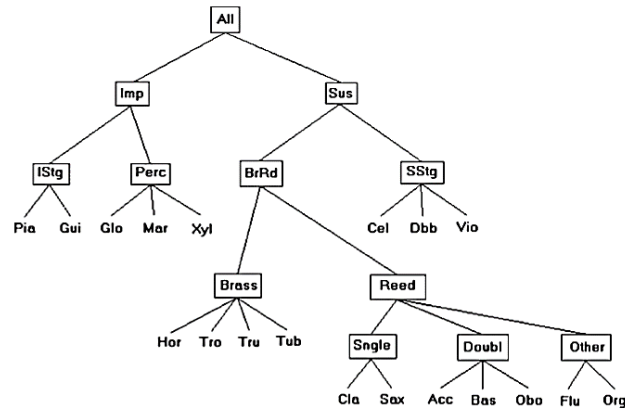 All
Imp Sus
IStg Perc BrRd SStg
Pia Gui Glo Mar Xyl Cel Dbb Vio
Brass Reed
Hor Tro Tru Tub Sngle Doubl Other
Cla Sax Acc Bas Obo Flu Org